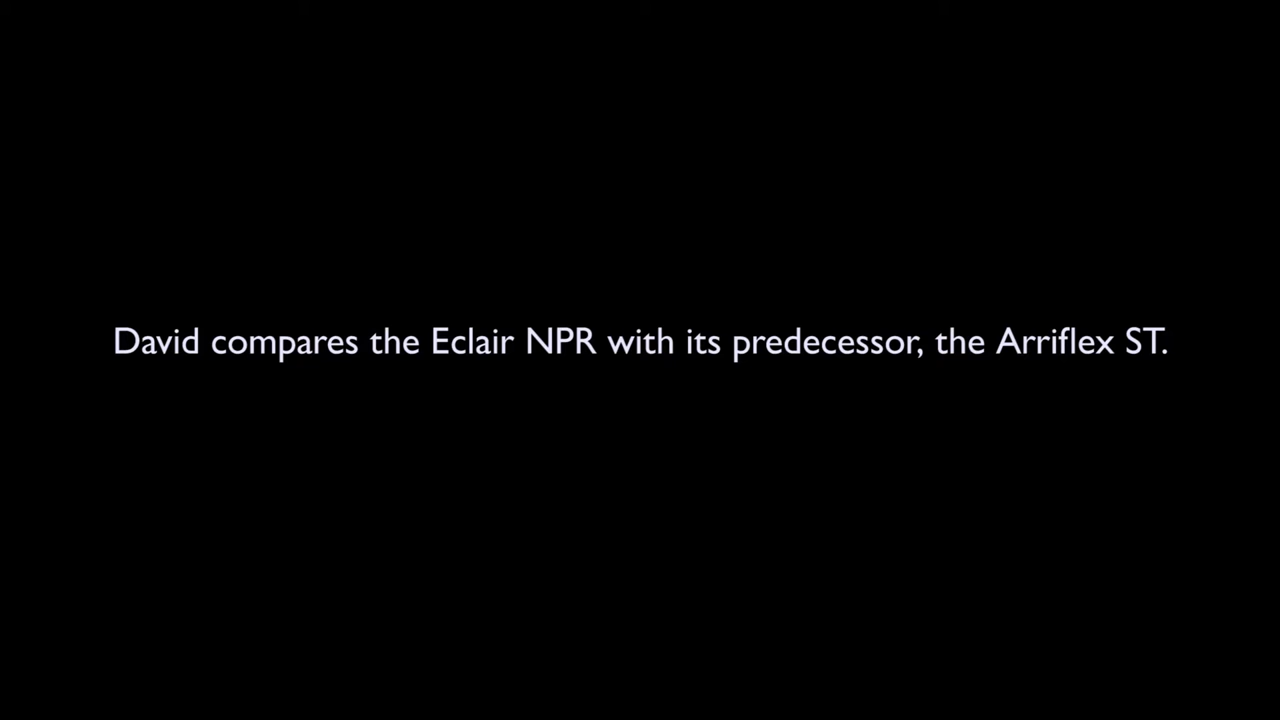 David compares the Eclair NPR with its predecessor, the Arriflex ST.